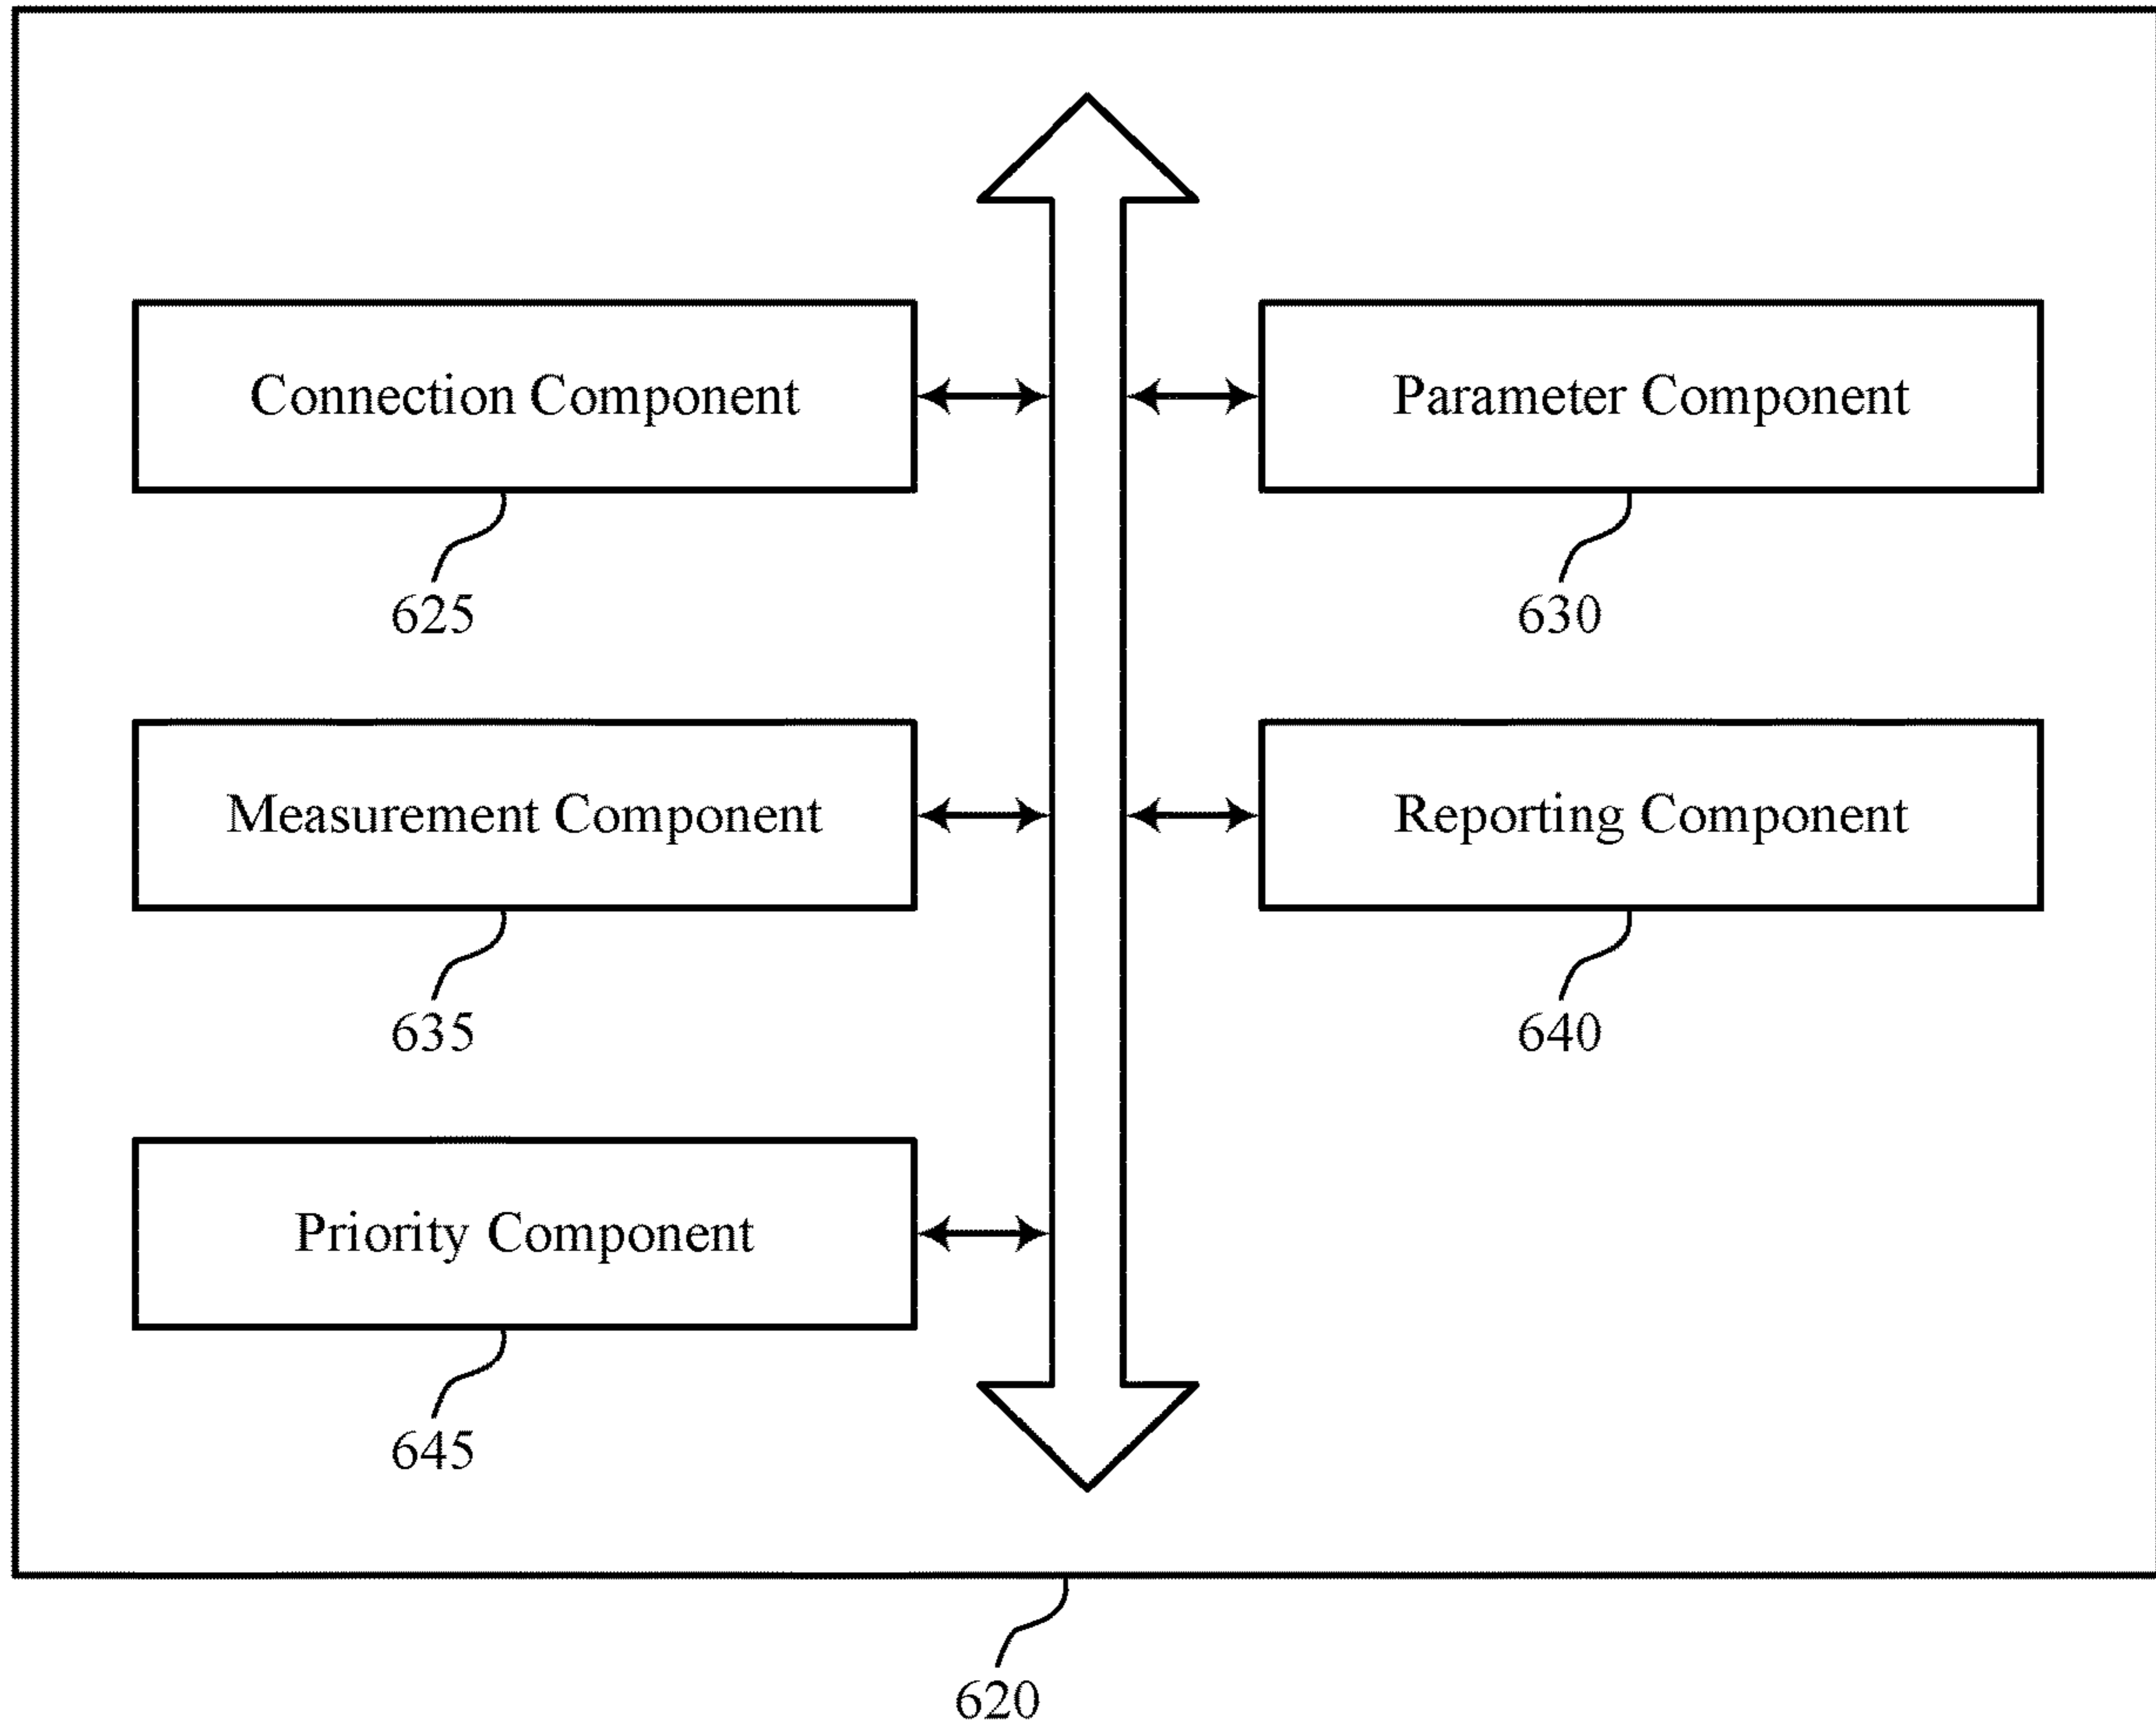 Connection Component
Parameter Component
625
630
Measurement Component
Reporting Component
635
640
Priority Component
645
620